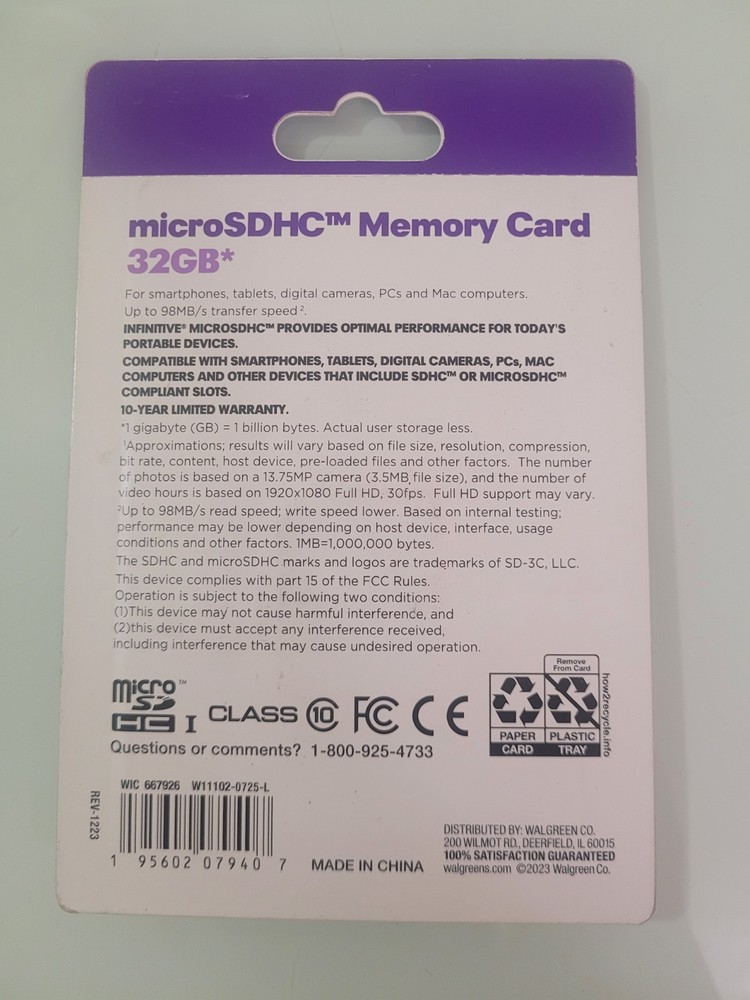 microSDHC™ Memory Card
32GB*
For smartphones, tablets, digital cameras, PCs and Mac computers.
Up to 98MB/s transfer speed².
INFINITIVE® MICROSDHC™ PROVIDES OPTIMAL PERFORMANCE FOR TODAY'S
PORTABLE DEVICES.
COMPATIBLE WITH SMARTPHONES, TABLETS, DIGITAL CAMERAS, PCs, MAC
COMPUTERS AND OTHER DEVICES THAT INCLUDE SDHC™ OR MICROSDHC™
COMPLIANT SLOTS.
10-YEAR LIMITED WARRANTY.
*1 gigabyte (GB) = 1 billion bytes. Actual user storage less.
¹Approximations; results will vary based on file size, resolution, compression,
bit rate, content, host device, pre-loaded files and other factors. The number
of photos is based on a 13.75MP camera (3.5MB file size), and the number of
video hours is based on 1920x1080 Full HD, 30fps. Full HD support may vary.
²Up to 98MB/s read speed; write speed lower. Based on internal testing;
performance may be lower depending on host device, interface, usage
conditions and other factors. 1MB=1,000,000 bytes.
The SDHC and microSDHC marks and logos are trademarks of SD-3C, LLC.
This device complies with part 15 of the FCC Rules.
Operation is subject to the following two conditions:
(1)This device may not cause harmful interference, and
(2)this device must accept any interference received,
including interference that may cause undesired operation.
micro™
SD
HC I CLASS 10 FC CE
Remove
From Card
PAPER PLASTIC
CARD TRAY
how2recycle.info
Questions or comments? 1-800-925-4733
WIC 667926 W11102-0725-L
REV-1223
1 95602 07940 7
MADE IN CHINA
DISTRIBUTED BY: WALGREEN CO.
200 WILMOT RD., DEERFIELD, IL 60015
100% SATISFACTION GUARANTEED
walgreens.com ©2023 Walgreen Co.